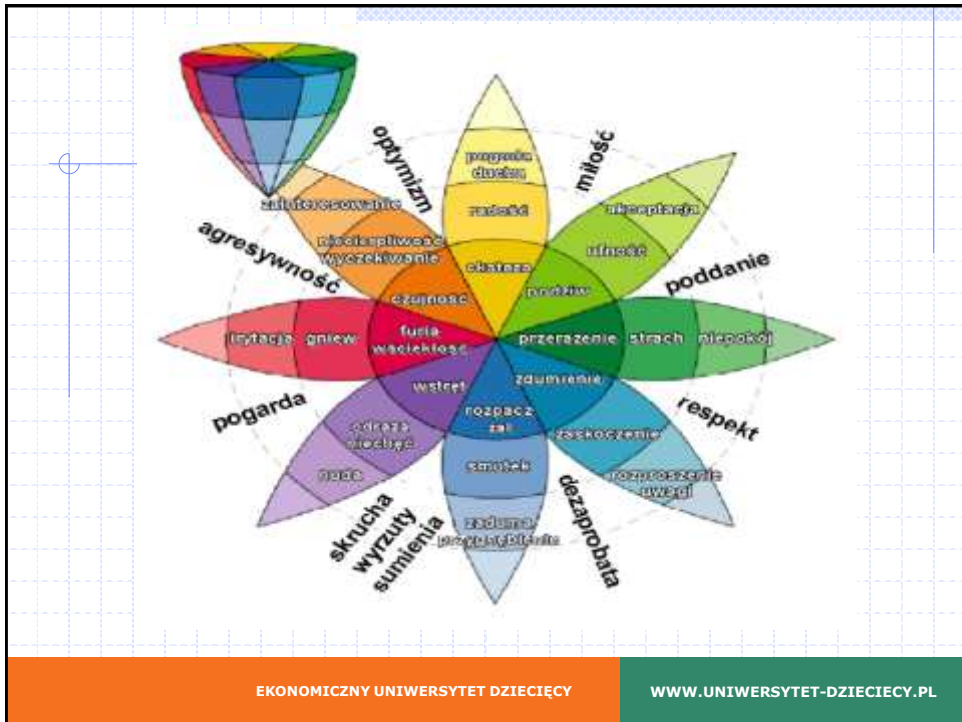 optymizm
miłość
pogoda
ducha
zainteresowanie
akceptacja
radość
agresywność
niecierpliwość
wyczekiwanie
ufność
poddanie
ekstaza
czujność
podziw
irytacja
gniew
furia
wściekłość
przerażenie
strach
niepokój
wstręt
zdumienie
pogarda
respekt
rozpacz
żal
odraza
niechęć
zaskoczenie
nuda
smutek
rozproszenie
uwagi
skrucha
wyrzuty
sumienia
zaduma
przygnębienie
dezaprobata
EKONOMICZNY UNIWERSYTET DZIECIĘCY
WWW.UNIWERSYTET-DZIECIECY.PL